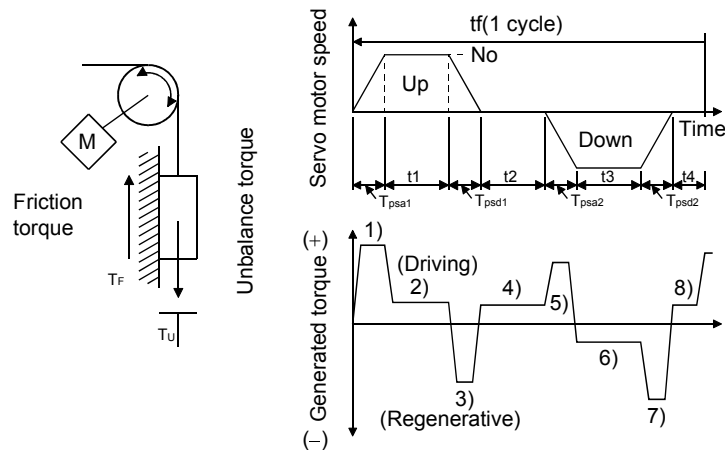 M
Friction
torque
TF
TU
Unbalance torque
Servo motor speed
tf(1 cycle)
No
Up
Down
Time
t1
t2
t3
t4
Tpsa1
Tpsd1
Tpsa2
Tpsd2
Generated torque
(+)
(−)
1)
(Driving)
2)
4)
5)
8)
6)
3)
7)
(Regenerative)